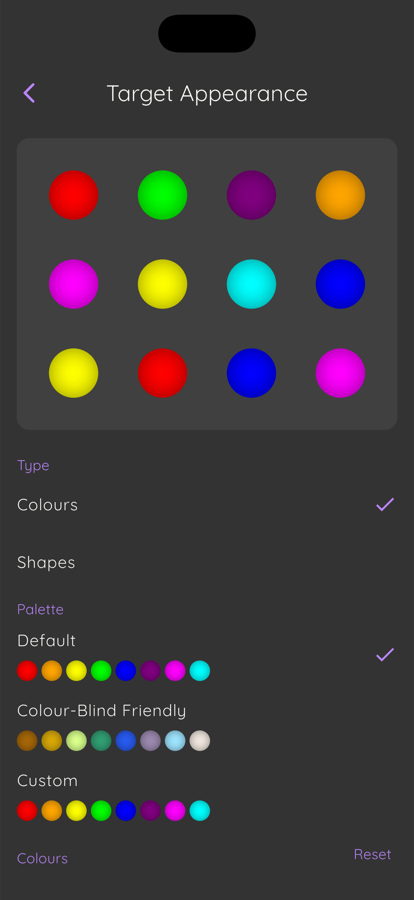 Target Appearance
Type
Colours
Shapes
Palette
Default
Colour-Blind Friendly
Custom
Colours
Reset